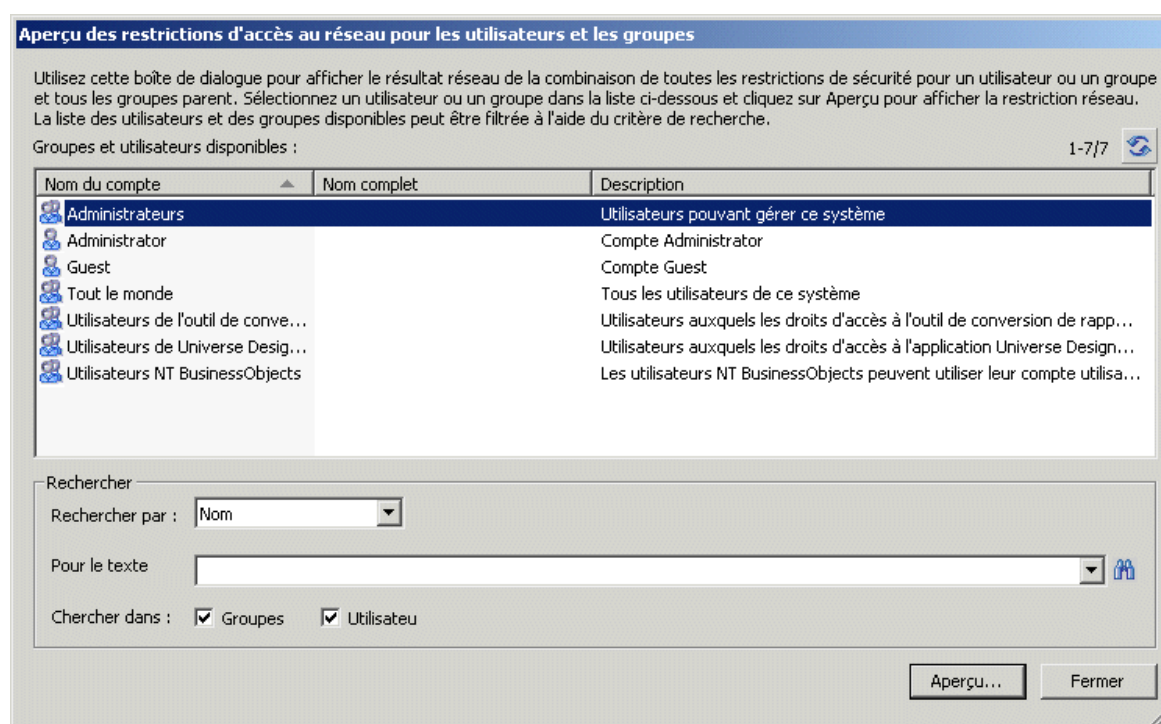 Aperçu des restrictions d'accès au réseau pour les utilisateurs et les groupes
Utilisez cette boîte de dialogue pour afficher le résultat réseau de la combinaison de toutes les restrictions de sécurité pour un utilisateur ou un groupe
et tous les groupes parent. Sélectionnez un utilisateur ou un groupe dans la liste ci-dessous et cliquez sur Aperçu pour afficher la restriction réseau.
La liste des utilisateurs et des groupes disponibles peut être filtrée à l'aide du critère de recherche.
Groupes et utilisateurs disponibles : 1-7/7
Nom du compte Nom complet Description
Administrateurs Utilisateurs pouvant gérer ce système
Administrator Compte Administrator
Guest Compte Guest
Tout le monde Tous les utilisateurs de ce système
Utilisateurs de l'outil de conve... Utilisateurs auxquels les droits d'accès à l'outil de conversion de rapp...
Utilisateurs de Universe Desig... Utilisateurs auxquels les droits d'accès à l'application Universe Design...
Utilisateurs NT BusinessObjects Les utilisateurs NT BusinessObjects peuvent utiliser leur compte utilisa...
Rechercher
Rechercher par : Nom
Pour le texte
Chercher dans : Groupes Utilisateu
Aperçu... Fermer